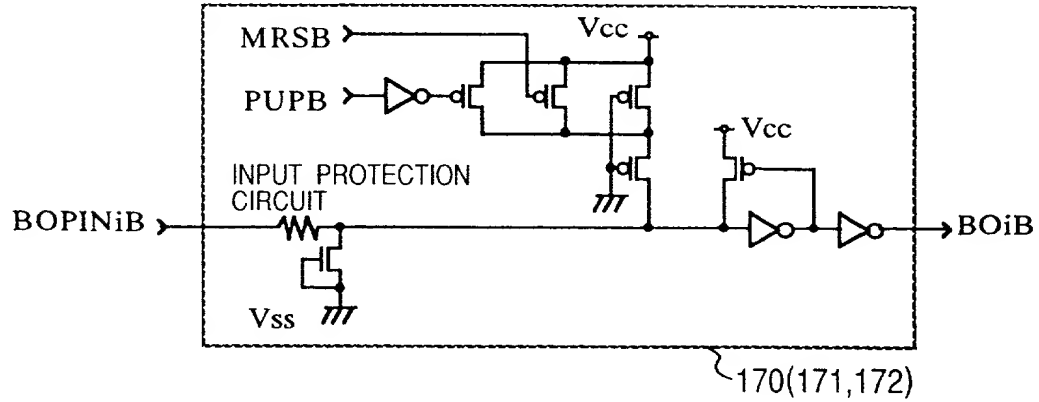 MRSB
Vcc
PUPB
Vcc
INPUT PROTECTION
CIRCUIT
BOPINiB
BOiB
Vss
170(171,172)